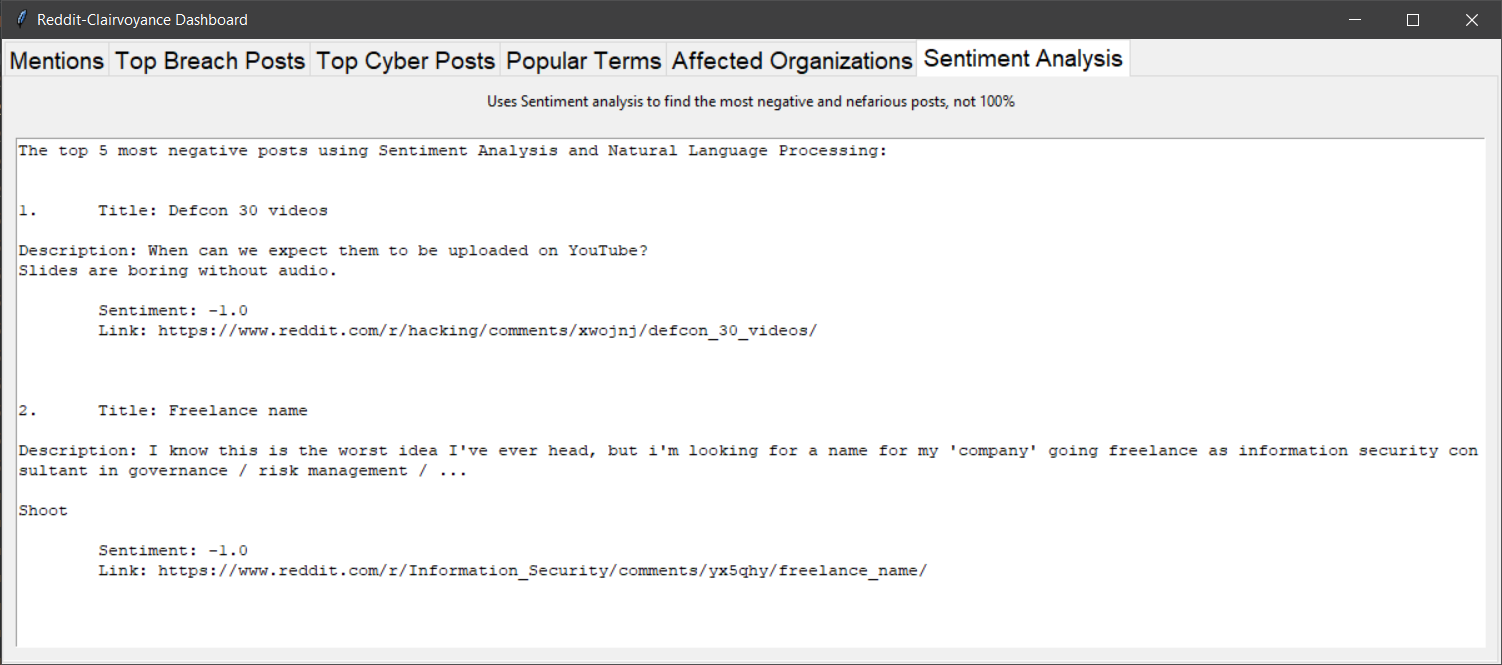 Reddit-Clairvoyance Dashboard
Mentions Top Breach Posts Top Cyber Posts Popular Terms Affected Organizations Sentiment Analysis
Uses Sentiment analysis to find the most negative and nefarious posts, not 100%
The top 5 most negative posts using Sentiment Analysis and Natural Language Processing:
1. Title: Defcon 30 videos
Description: When can we expect them to be uploaded on YouTube?
Slides are boring without audio.
Sentiment: -1.0
Link: https://www.reddit.com/r/hacking/comments/xwojnj/defcon_30_videos/
2. Title: Freelance name
Description: I know this is the worst idea I've ever head, but i'm looking for a name for my 'company' going freelance as information security con
sultant in governance / risk management / ...
Shoot
Sentiment: -1.0
Link: https://www.reddit.com/r/Information_Security/comments/yx5qhy/freelance_name/